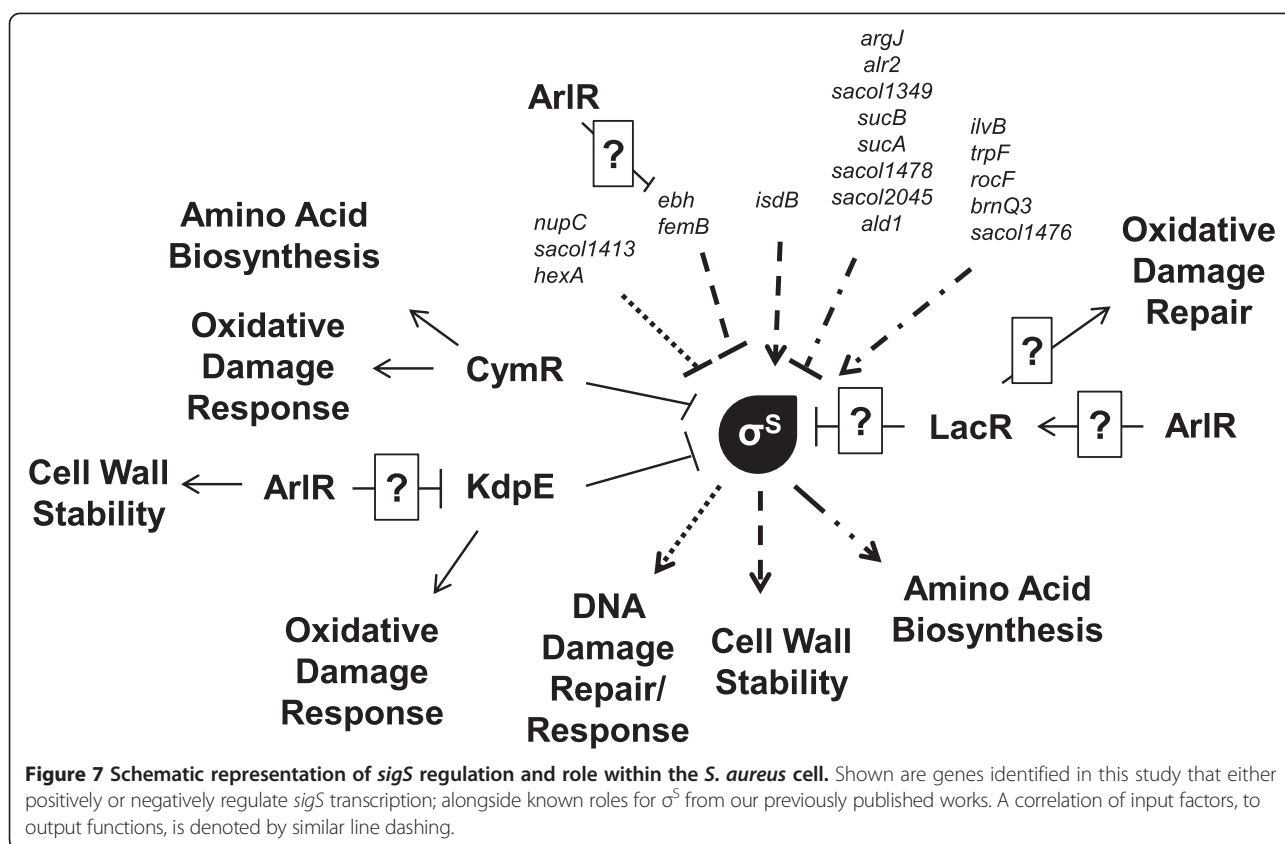 argJ
alr2
sacol1349
sucB
sucA
sacol1478
sacol2045
ald1
ArlR
?
ilvB
trpF
rocF
brnQ3
sacol1476
ebh
femB
isdB
nupC
sacol1413
hexA
Amino Acid
Biosynthesis
Oxidative
Damage
Repair
Oxidative
Damage
Response
CymR
?
σS
?
LacR
?
ArlR
Cell Wall
Stability
ArlR
?
KdpE
Oxidative
Damage
Response
DNA
Damage
Repair/
Response
Cell Wall
Stability
Amino Acid
Biosynthesis
Figure 7 Schematic representation of sigS regulation and role within the S. aureus cell. Shown are genes identified in this study that either
positively or negatively regulate sigS transcription; alongside known roles for σS from our previously published works. A correlation of input factors, to
output functions, is denoted by similar line dashing.